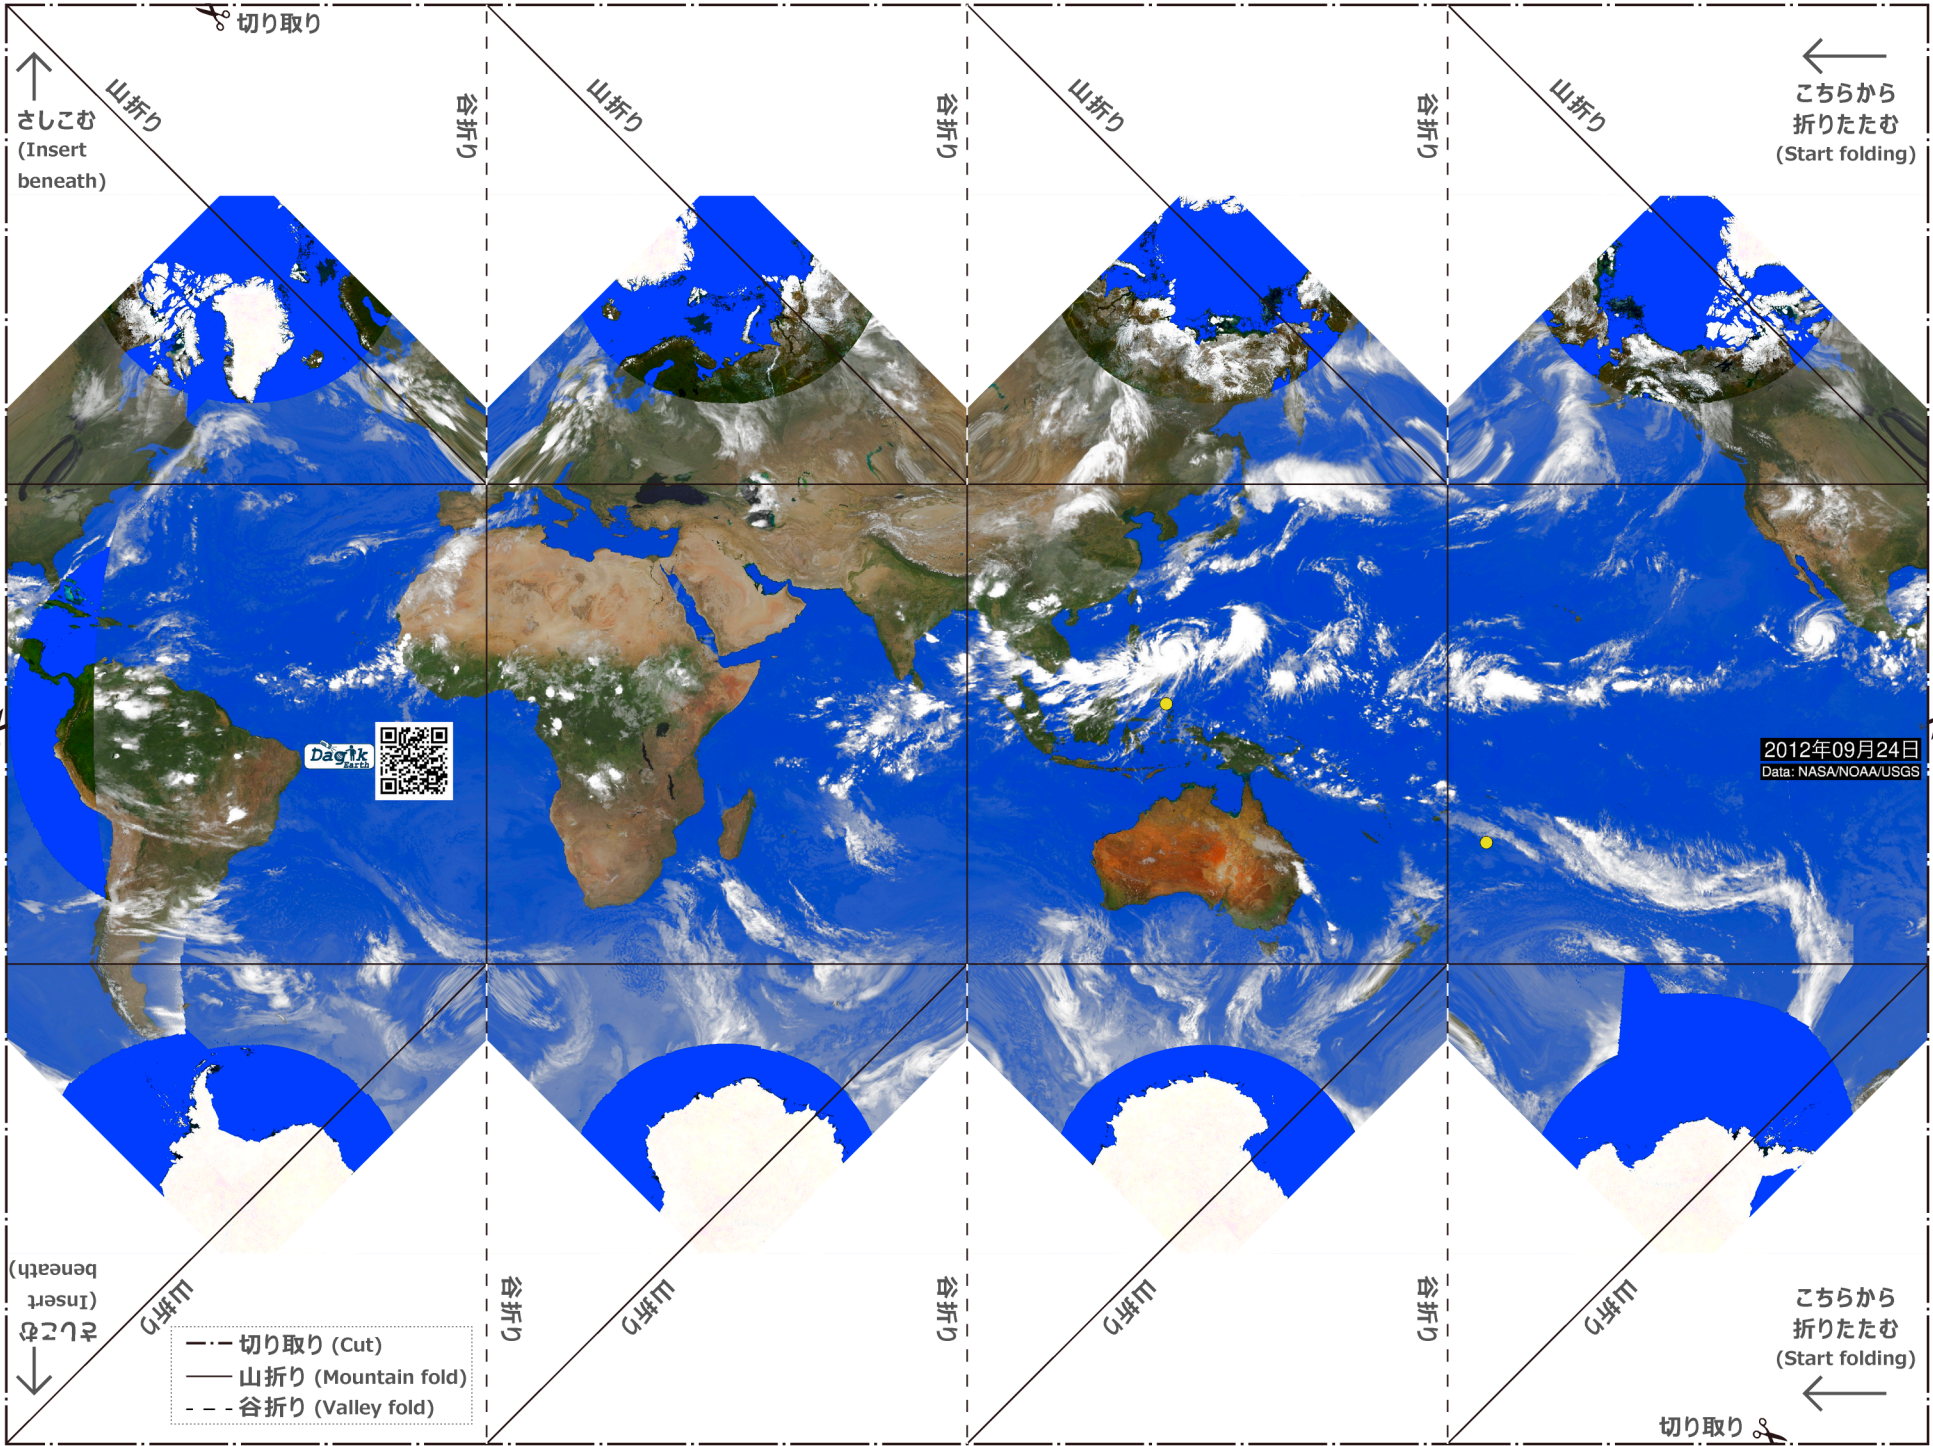 切り取り
山折り
谷折り
山折り
谷折り
山折り
谷折り
山折り
さしこむ
(Insert
beneath)
こちらから
折りたたむ
(Start folding)
Dagik
Earth
2012年09月24日
Data: NASA/NOAA/USGS
さしこむ
(Insert
beneath)
山折り
谷折り
山折り
谷折り
山折り
谷折り
山折り
切り取り (Cut)
山折り (Mountain fold)
谷折り (Valley fold)
こちらから
折りたたむ
(Start folding)
切り取り